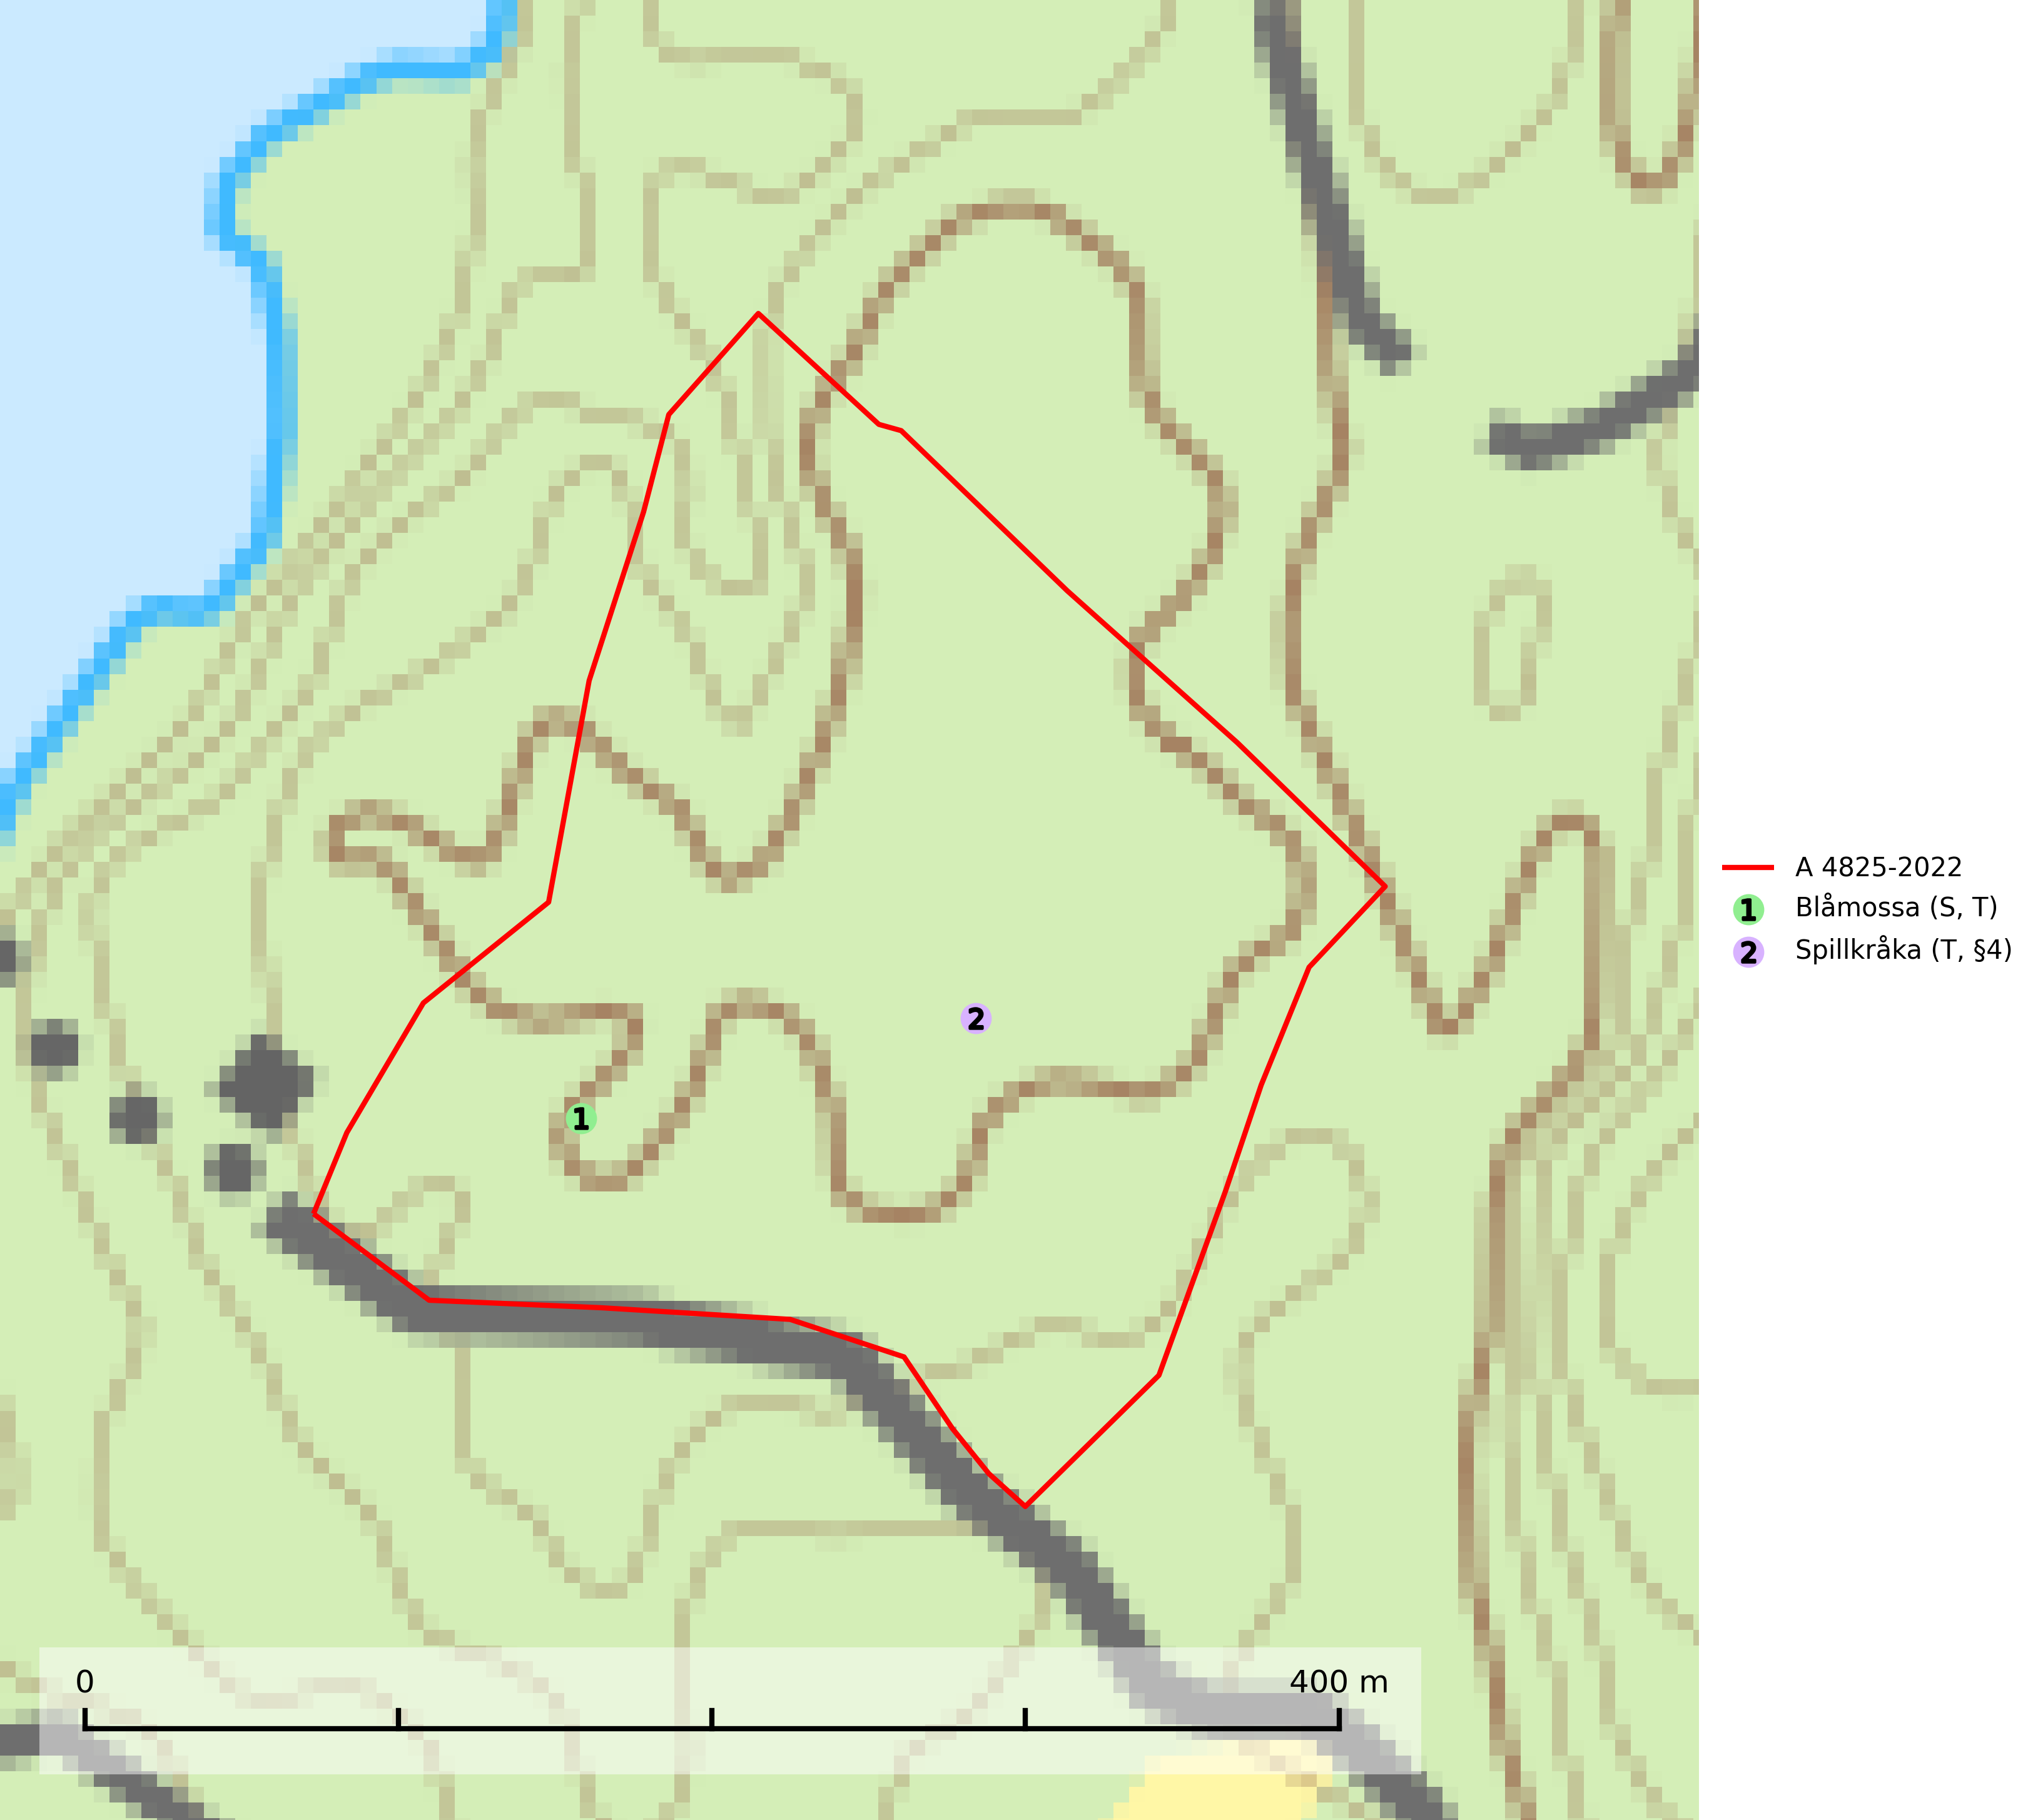 A 4825-2022
1 Blåmossa (S, T)
2 Spillkråka (T, §4)
2
1
0 400 m